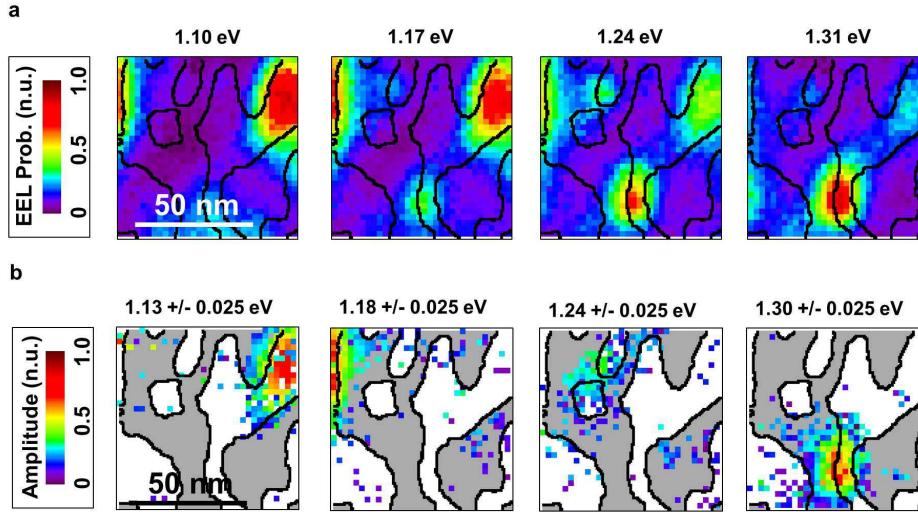 a
1.10 eV
1.17 eV
1.24 eV
1.31 eV
EEL Prob. (n.u.)
0 0.5 1.0
50 nm
b
1.13 +/- 0.025 eV
1.18 +/- 0.025 eV
1.24 +/- 0.025 eV
1.30 +/- 0.025 eV
Amplitude (n.u.)
0 0.5 1.0
50 nm